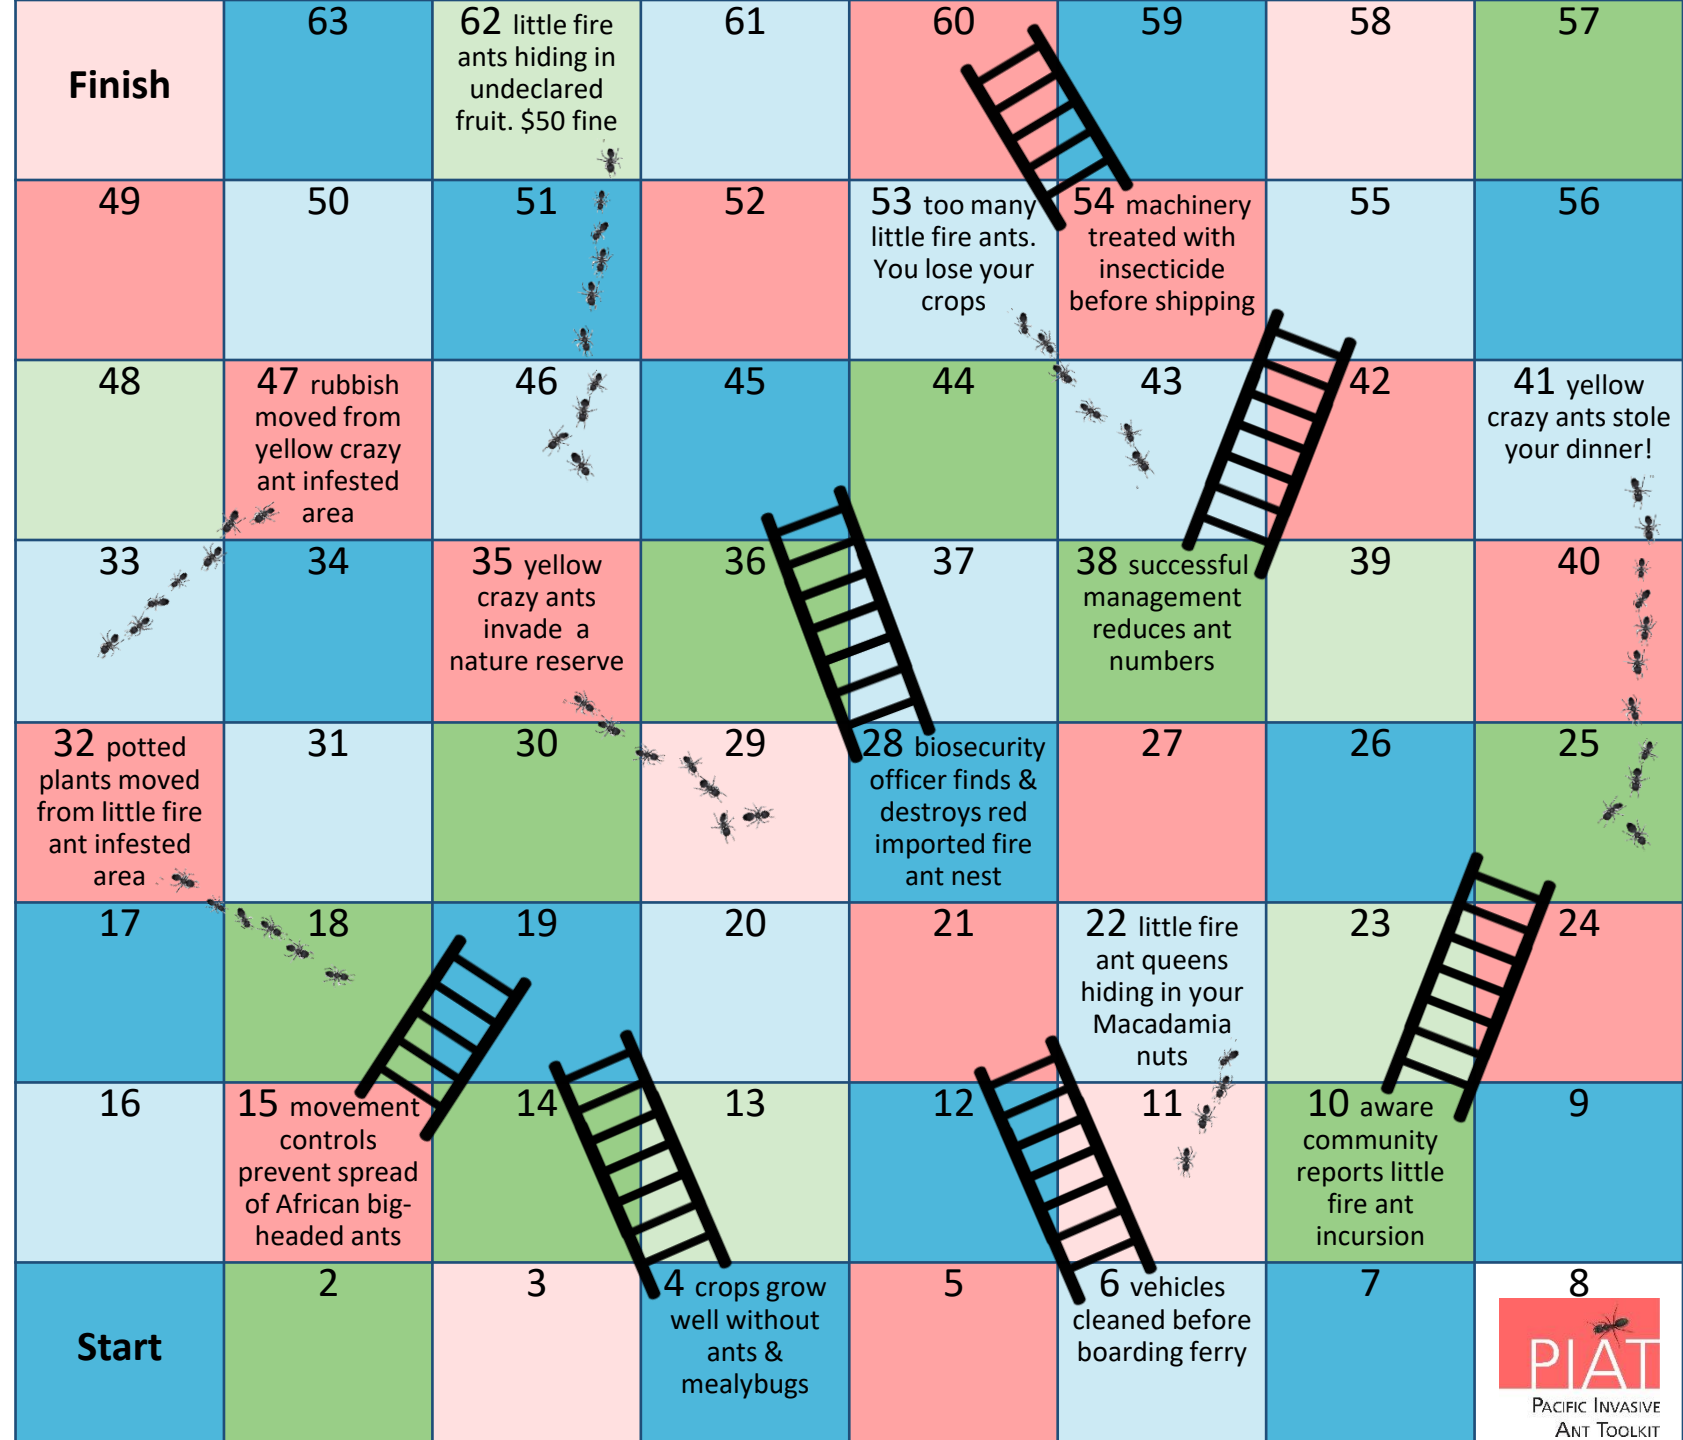 Finish
63
62 little fire
ants hiding in
undeclared
fruit. $50 fine
61
60
59
58
57
49
50
51
52
53 too many
little fire ants.
You lose your
crops
54 machinery
treated with
insecticide
before shipping
55
56
48
47 rubbish
moved from
yellow crazy
ant infested
area
46
45
44
43
42
41 yellow
crazy ants stole
your dinner!
33
34
35 yellow
crazy ants
invade a
nature reserve
36
37
38 successful
management
reduces ant
numbers
39
40
32 potted
plants moved
from little fire
ant infested
area
31
30
29
28 biosecurity
officer finds &
destroys red
imported fire
ant nest
27
26
25
17
18
19
20
21
22 little fire
ant queens
hiding in your
Macadamia
nuts
23
24
16
15 movement
controls
prevent spread
of African big-
headed ants
14
13
12
11
10 aware
community
reports little
fire ant
incursion
9
Start
2
3
4 crops grow
well without
ants &
mealybugs
5
6 vehicles
cleaned before
boarding ferry
7
8
PIAT
PACIFIC INVASIVE
ANT TOOLKIT